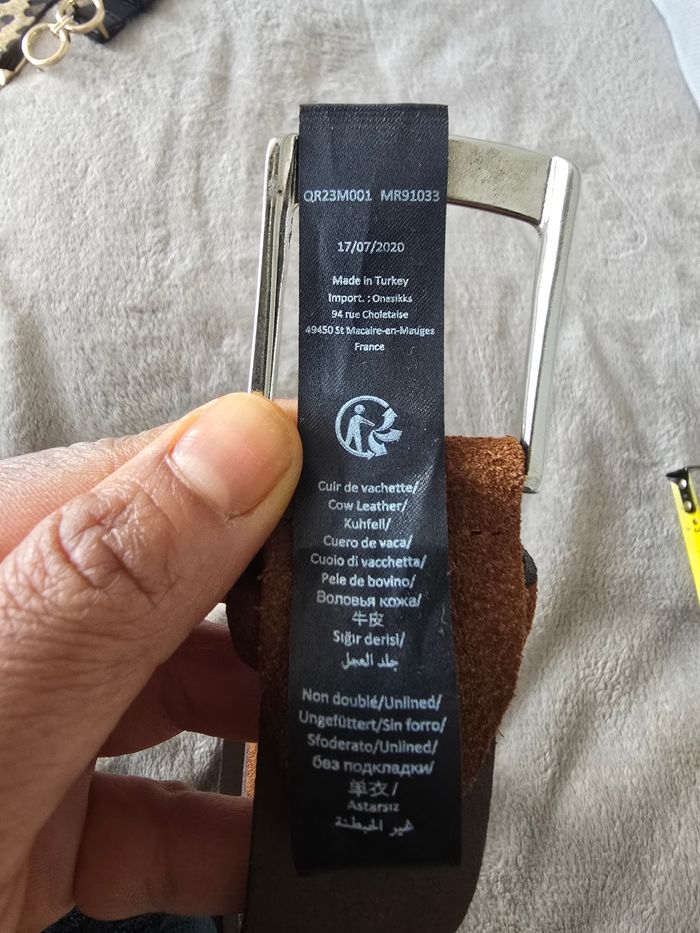 QR23M001 MR91033
17/07/2020
Made in Turkey
Import. : Onesikks
94 rue Choletaise
49450 St Macaire-en-Mauges
France
Cuir de vachette/
Cow Leather/
Kuhfell/
Cuero de vaca/
Cuoio di vacchetta/
Pele de bovino/
Воловья кожа/
牛皮
Sığır derisi/
جلد العجل
Non doublé/Unlined/
Ungefüttert/Sin forro/
Sfoderato/Unlined/
без подкладки/
単衣/
Astarsız
غير الخبطنة